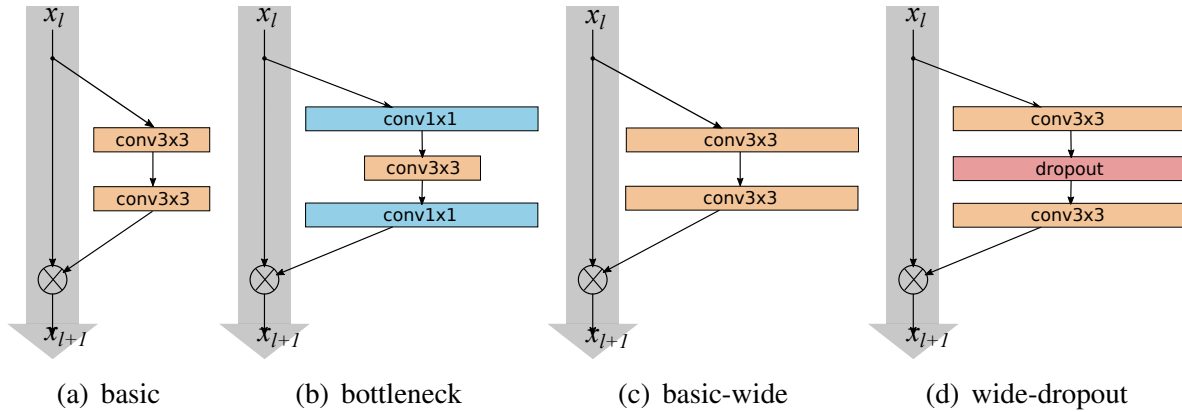 x_l
conv3x3
conv3x3
x_{l+1}
(a) basic
x_l
conv1x1
conv3x3
conv1x1
x_{l+1}
(b) bottleneck
x_l
conv3x3
conv3x3
x_{l+1}
(c) basic-wide
x_l
conv3x3
dropout
conv3x3
x_{l+1}
(d) wide-dropout